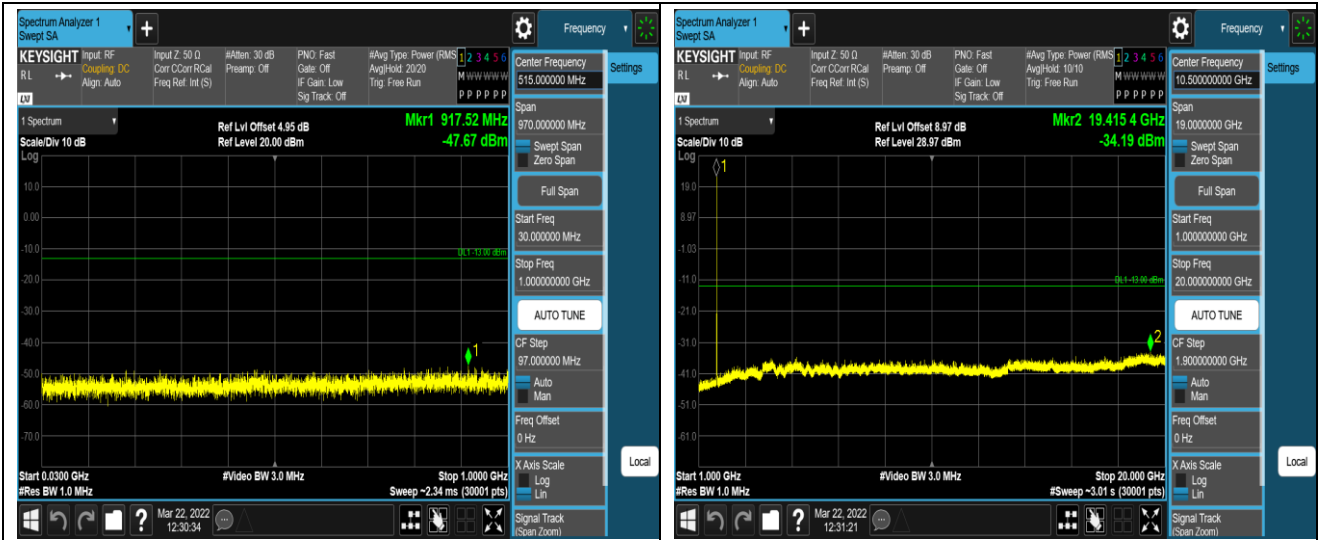 Spectrum Analyzer 1
Swept SA
+
Frequency
KEYSIGHT
RL
LXI
Input: RF
Coupling: DC
Align: Auto
Input Z: 50 Ω
Corr CCorr RCal
Freq Ref: Int (S)
#Atten: 30 dB
Preamp: Off
PNO: Fast
Gate: Off
IF Gain: Low
Sig Track: Off
#Avg Type: Power (RMS
Avg|Hold: 20/20
Trig: Free Run
1 2 3 4 5 6
M W W W W W
P P P P P P
1 Spectrum
Scale/Div 10 dB
Log
Ref Lvl Offset 4.95 dB
Ref Level 20.00 dBm
Mkr1 917.52 MHz
-47.67 dBm
10.0
0.00
-10.0
-20.0
-30.0
-40.0
-50.0
-60.0
-70.0
DL1 -13.00 dBm
1
Start 0.0300 GHz
#Res BW 1.0 MHz
#Video BW 3.0 MHz
Stop 1.0000 GHz
Sweep ~2.34 ms (30001 pts)
Center Frequency
515.000000 MHz
Span
970.000000 MHz
Swept Span
Zero Span
Full Span
Start Freq
30.000000 MHz
Stop Freq
1.000000000 GHz
AUTO TUNE
CF Step
97.000000 MHz
Auto
Man
Freq Offset
0 Hz
X Axis Scale
Log
Lin
Signal Track
(Span Zoom)
Settings
Local
?
Mar 22, 2022
12:30:34
Spectrum Analyzer 1
Swept SA
+
Frequency
KEYSIGHT
RL
LXI
Input: RF
Coupling: DC
Align: Auto
Input Z: 50 Ω
Corr CCorr RCal
Freq Ref: Int (S)
#Atten: 30 dB
Preamp: Off
PNO: Fast
Gate: Off
IF Gain: Low
Sig Track: Off
#Avg Type: Power (RMS
Avg|Hold: 10/10
Trig: Free Run
1 2 3 4 5 6
M W W W W W
P P P P P P
1 Spectrum
Scale/Div 10 dB
Log
Ref Lvl Offset 8.97 dB
Ref Level 28.97 dBm
Mkr2 19.415 4 GHz
-34.19 dBm
1
19.0
8.97
-1.03
-11.0
-21.0
-31.0
-41.0
-51.0
-61.0
DL1 -13.00 dBm
2
Start 1.000 GHz
#Res BW 1.0 MHz
#Video BW 3.0 MHz
Stop 20.000 GHz
#Sweep ~3.01 s (30001 pts)
Center Frequency
10.500000000 GHz
Span
19.0000000 GHz
Swept Span
Zero Span
Full Span
Start Freq
1.000000000 GHz
Stop Freq
20.000000000 GHz
AUTO TUNE
CF Step
1.900000000 GHz
Auto
Man
Freq Offset
0 Hz
X Axis Scale
Log
Lin
Signal Track
(Span Zoom)
Settings
Local
?
Mar 22, 2022
12:31:21